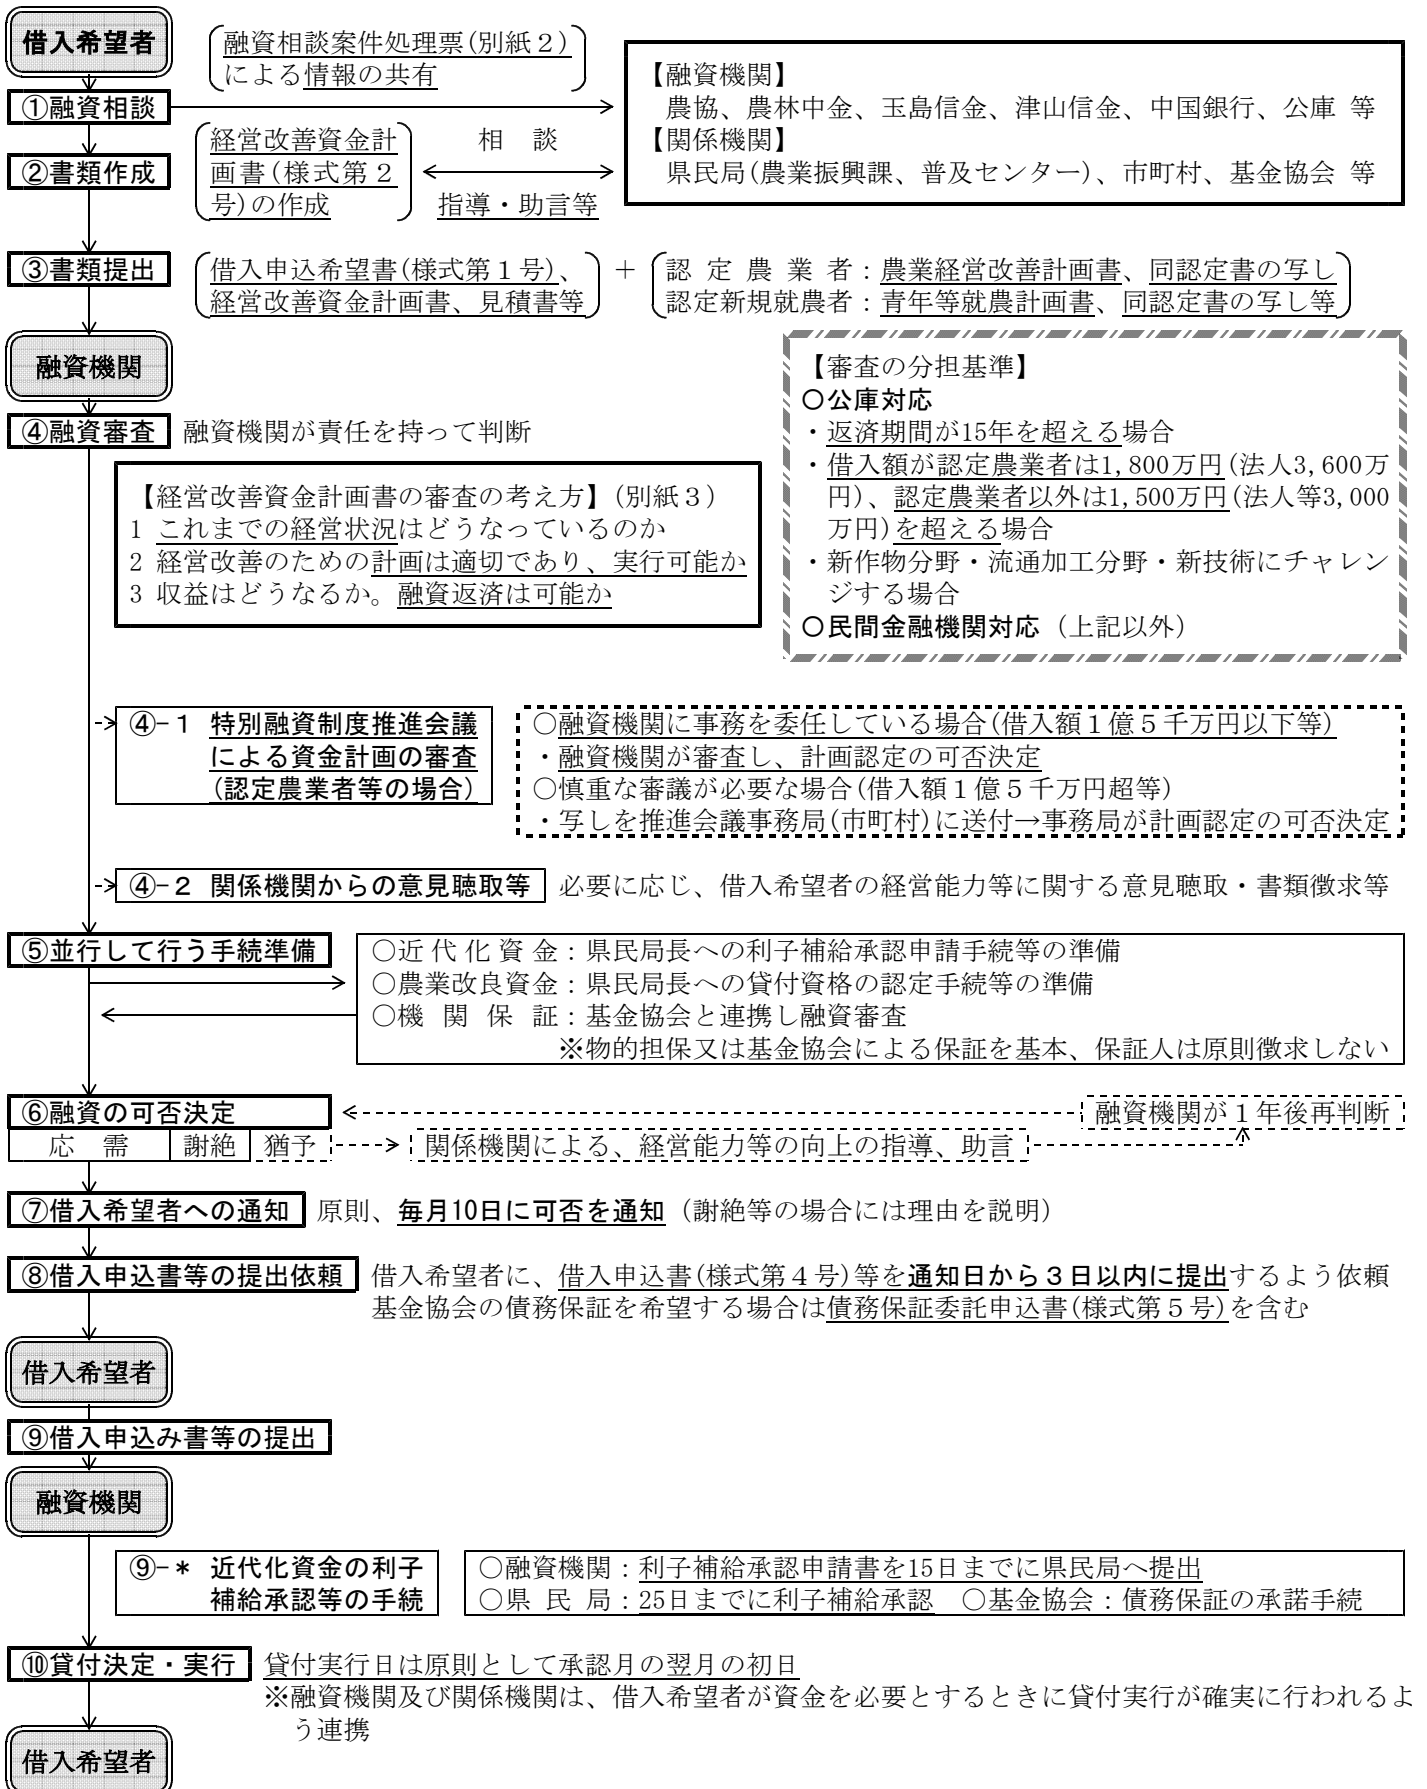 借入希望者
融資相談案件処理票(別紙２)
による情報の共有
①融資相談
【融資機関】
農協、農林中金、玉島信金、津山信金、中国銀行、公庫 等
【関係機関】
県民局(農業振興課、普及センター)、市町村、基金協会 等
②書類作成
経営改善資金計
画書(様式第２
号)の作成
相　談
指導・助言等
③書類提出
借入申込希望書(様式第１号)、
経営改善資金計画書、見積書等
＋
認 定 農 業 者：農業経営改善計画書、同認定書の写し
認定新規就農者：青年等就農計画書、同認定書の写し等
融資機関
④融資審査 融資機関が責任を持って判断
【経営改善資金計画書の審査の考え方】(別紙３)
1 これまでの経営状況はどうなっているのか
2 経営改善のための計画は適切であり、実行可能か
3 収益はどうなるか。融資返済は可能か
【審査の分担基準】
○公庫対応
・返済期間が15年を超える場合
・借入額が認定農業者は1,800万円(法人3,600万
円)、認定農業者以外は1,500万円(法人等3,000
万円)を超える場合
・新作物分野・流通加工分野・新技術にチャレン
ジする場合
○民間金融機関対応（上記以外）
④-１ 特別融資制度推進会議
による資金計画の審査
(認定農業者等の場合)
○融資機関に事務を委任している場合(借入額１億５千万円以下等)
・融資機関が審査し、計画認定の可否決定
○慎重な審議が必要な場合(借入額１億５千万円超等)
・写しを推進会議事務局(市町村)に送付→事務局が計画認定の可否決定
④-２ 関係機関からの意見聴取等 必要に応じ、借入希望者の経営能力等に関する意見聴取・書類徴求等
⑤並行して行う手続準備
○近 代 化 資 金：県民局長への利子補給承認申請手続等の準備
○農業改良資金：県民局長への貸付資格の認定手続等の準備
○機 関 保 証：基金協会と連携し融資審査
※物的担保又は基金協会による保証を基本、保証人は原則徴求しない
⑥融資の可否決定
融資機関が１年後再判断
応　需 謝絶 猶予 関係機関による、経営能力等の向上の指導、助言
⑦借入希望者への通知 原則、毎月10日に可否を通知（謝絶等の場合には理由を説明）
⑧借入申込書等の提出依頼 借入希望者に、借入申込書(様式第４号)等を通知日から３日以内に提出するよう依頼
基金協会の債務保証を希望する場合は債務保証委託申込書(様式第５号)を含む
借入希望者
⑨借入申込み書等の提出
融資機関
⑨-* 近代化資金の利子
補給承認等の手続
○融資機関：利子補給承認申請書を15日までに県民局へ提出
○県 民 局：25日までに利子補給承認　○基金協会：債務保証の承諾手続
⑩貸付決定・実行 貸付実行日は原則として承認月の翌月の初日
※融資機関及び関係機関は、借入希望者が資金を必要とするときに貸付実行が確実に行われるよ
う連携
借入希望者